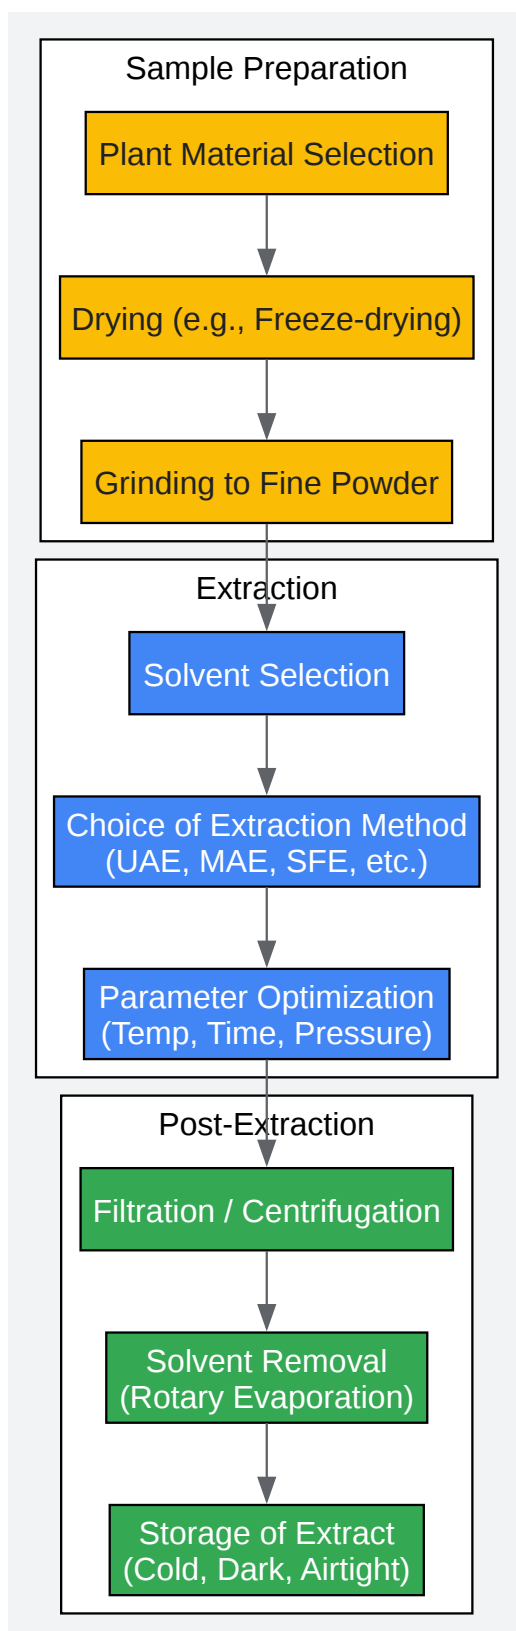 Sample Preparation
Plant Material Selection
Drying (e.g., Freeze-drying)
Grinding to Fine Powder
Extraction
Solvent Selection
Choice of Extraction Method
(UAE, MAE, SFE, etc.)
Parameter Optimization
(Temp, Time, Pressure)
Post-Extraction
Filtration / Centrifugation
Solvent Removal
(Rotary Evaporation)
Storage of Extract
(Cold, Dark, Airtight)